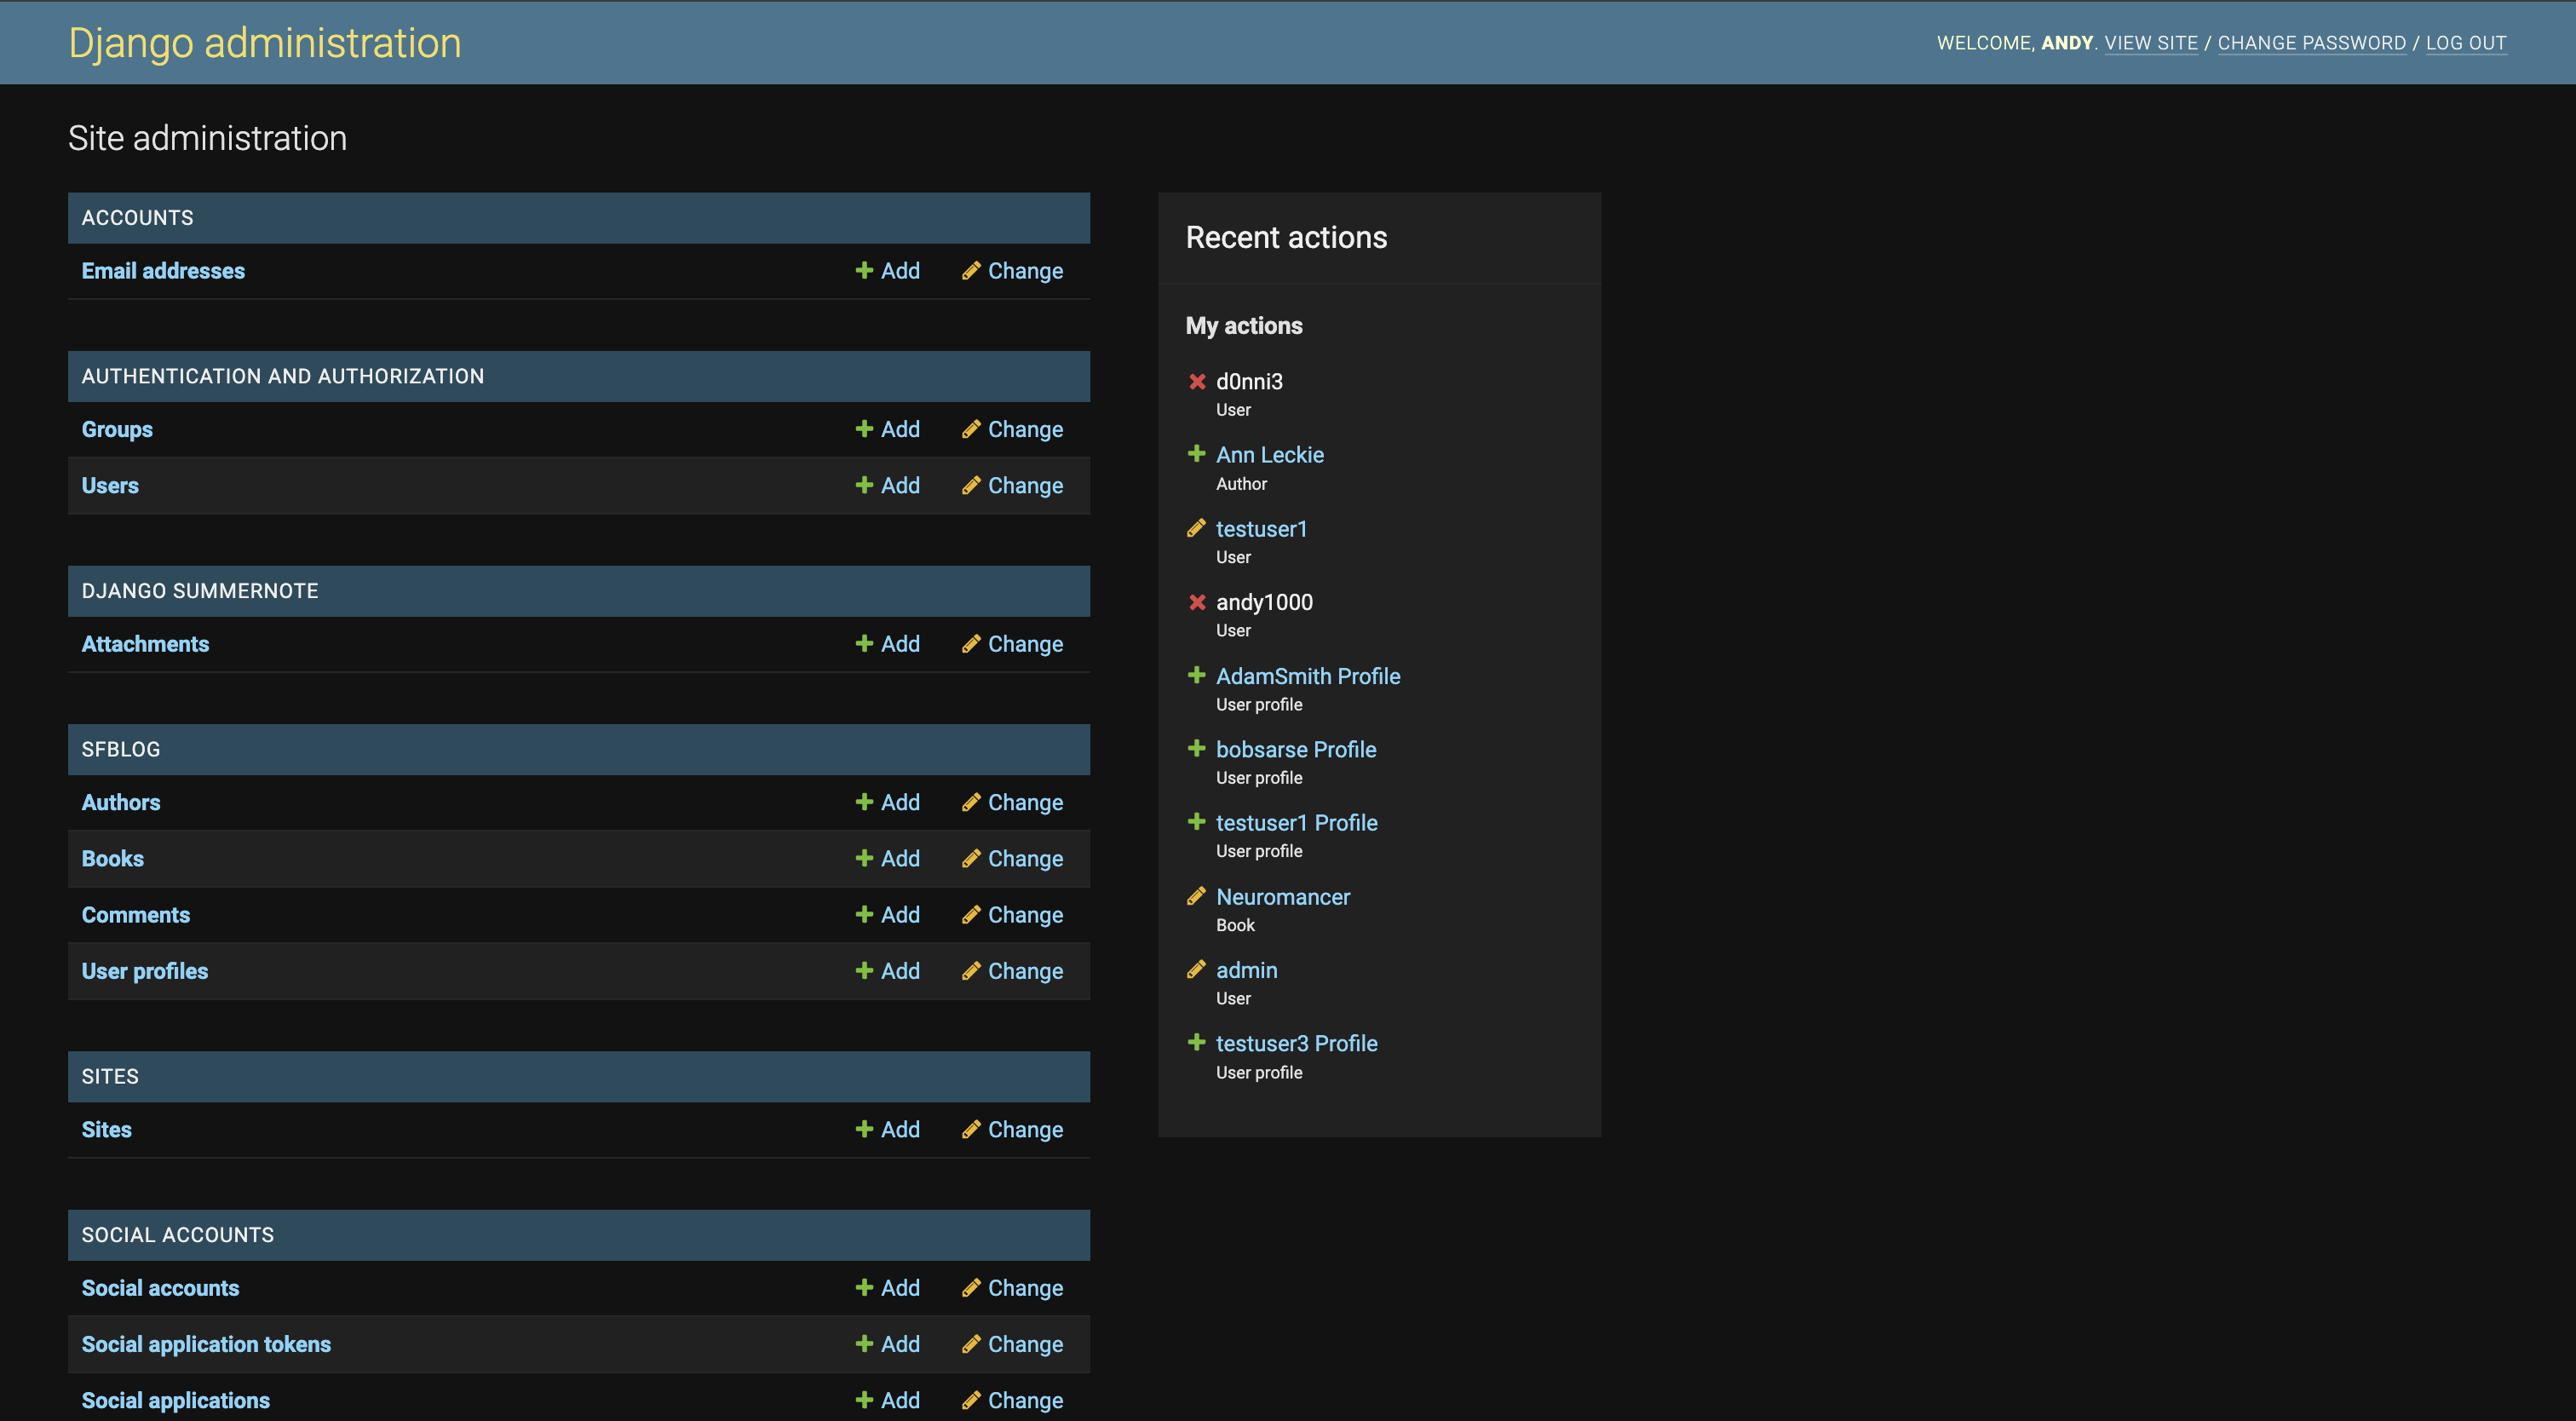 Django administration
WELCOME, ANDY. VIEW SITE / CHANGE PASSWORD / LOG OUT
Site administration
ACCOUNTS
Email addresses Add Change
AUTHENTICATION AND AUTHORIZATION
Groups Add Change
Users Add Change
DJANGO SUMMERNOTE
Attachments Add Change
SFBLOG
Authors Add Change
Books Add Change
Comments Add Change
User profiles Add Change
SITES
Sites Add Change
SOCIAL ACCOUNTS
Social accounts Add Change
Social application tokens Add Change
Social applications Add Change
Recent actions
My actions
d0nni3
User
Ann Leckie
Author
testuser1
User
andy1000
User
AdamSmith Profile
User profile
bobsarse Profile
User profile
testuser1 Profile
User profile
Neuromancer
Book
admin
User
testuser3 Profile
User profile